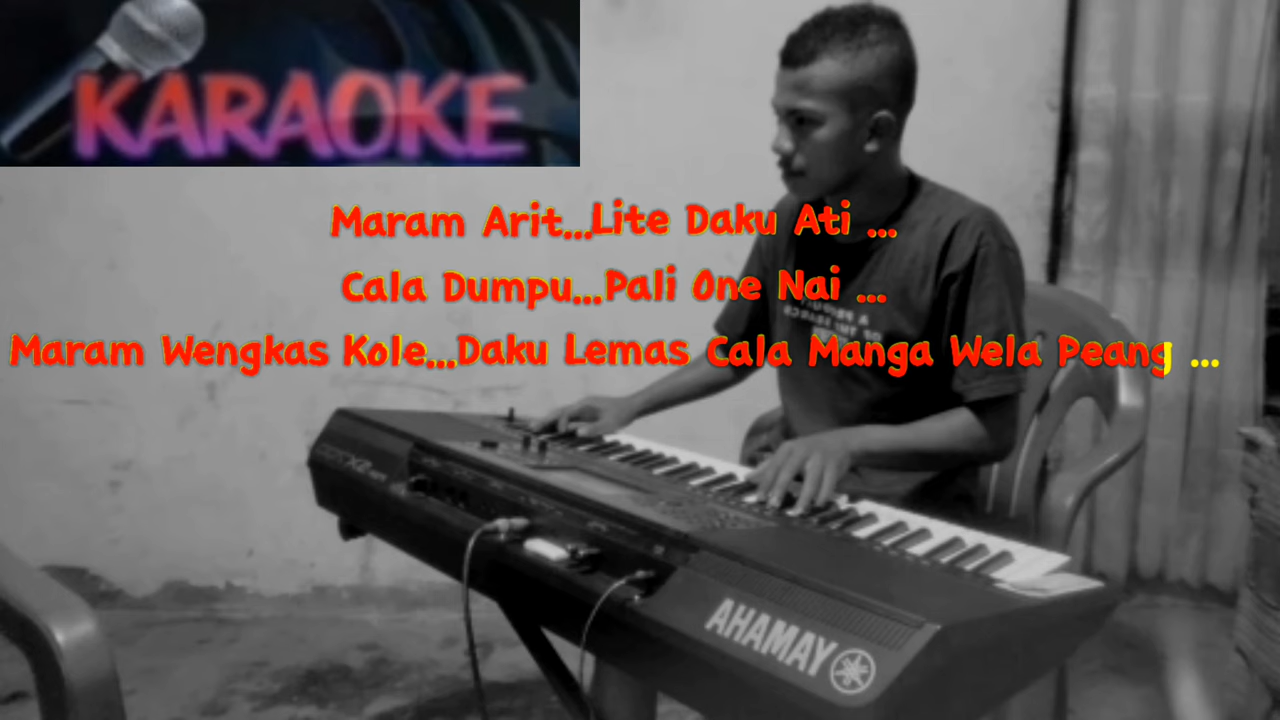 KARAOKE
Maram Arit...Lite Daku Ati ...
Cala Dumpu...Pali One Nai ...
Maram Wengkas Kole...Daku Lemas Cala Manga Wela Peang ...
AHAMAY